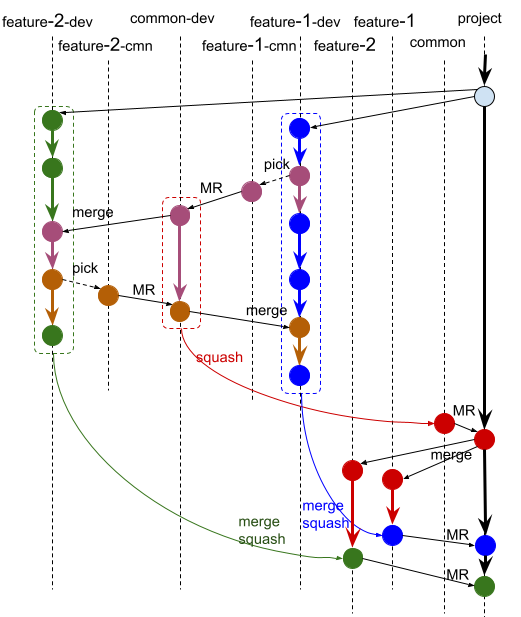 feature-2-dev
common-dev
feature-1-dev
feature-1
project
feature-2-cmn
feature-1-cmn
feature-2
common
pick
MR
merge
pick
MR
merge
squash
MR
merge
merge
squash
merge
squash
MR
MR